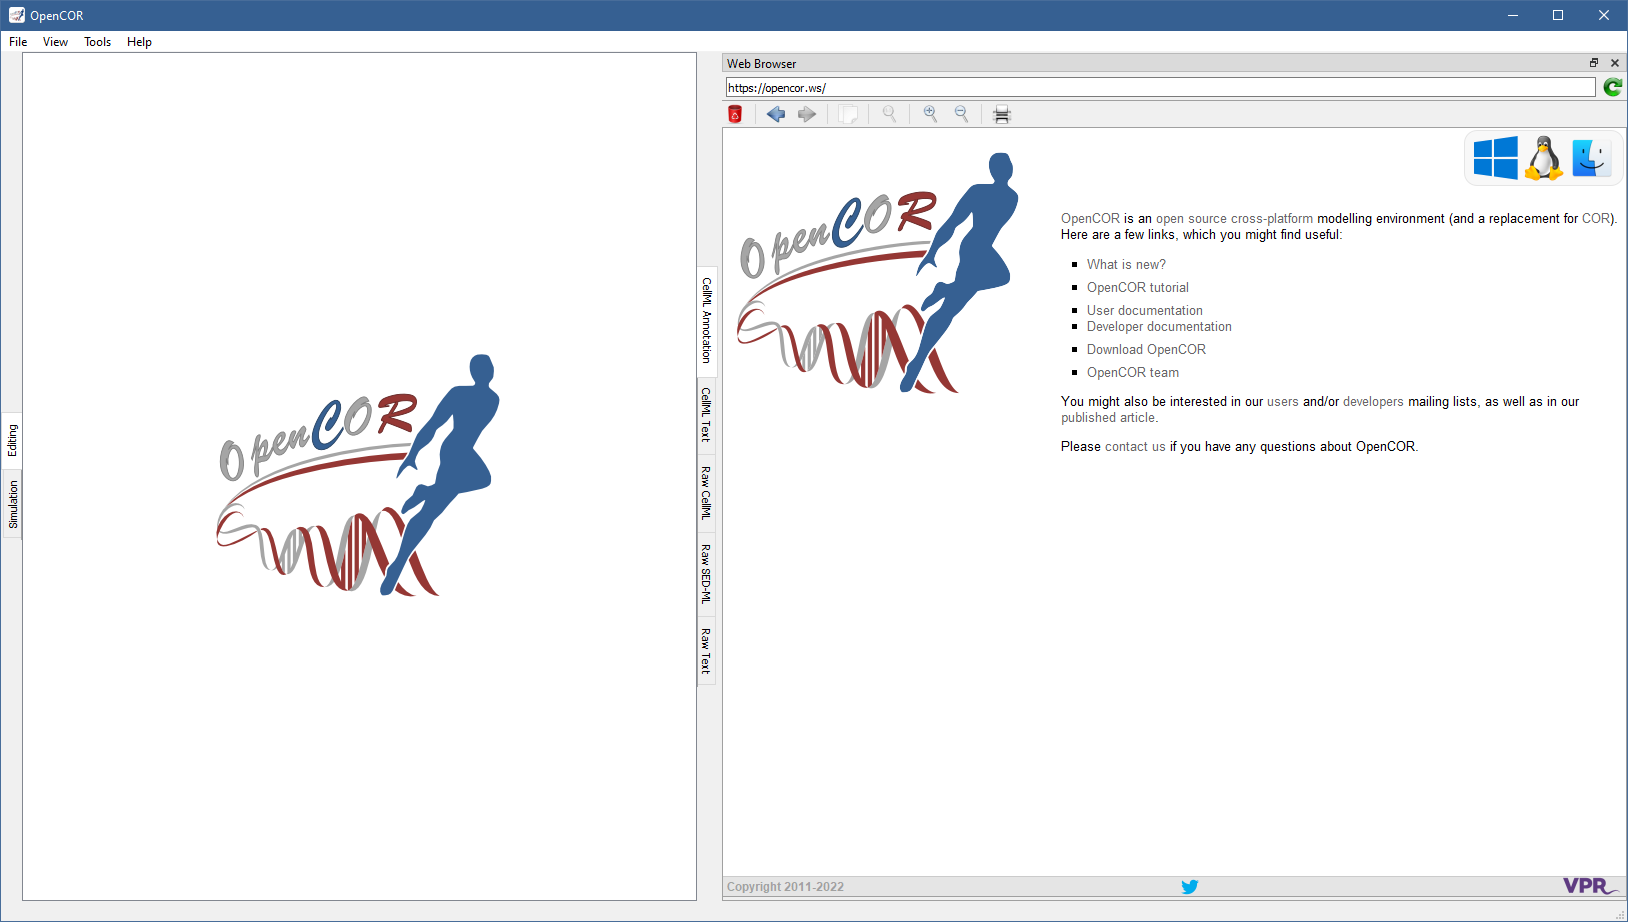 OpenCOR
File View Tools Help
Editing
Simulation
OpenCOR
CellML Annotation
CellML Text
Raw CellML
Raw SED-ML
Raw Text
Web Browser
https://opencor.ws/
OpenCOR
OpenCOR is an open source cross-platform modelling environment (and a replacement for COR).
Here are a few links, which you might find useful:
What is new?
OpenCOR tutorial
User documentation
Developer documentation
Download OpenCOR
OpenCOR team
You might also be interested in our users and/or developers mailing lists, as well as in our
published article.
Please contact us if you have any questions about OpenCOR.
Copyright 2011-2022
VPR